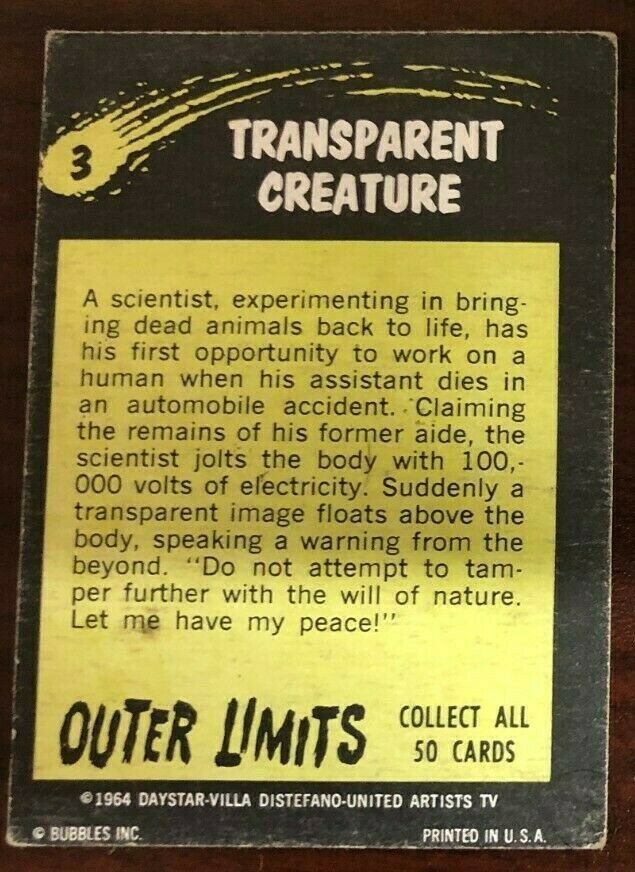 3
TRANSPARENT
CREATURE
A scientist, experimenting in bring-
ing dead animals back to life, has
his first opportunity to work on a
human when his assistant dies in
an automobile accident. Claiming
the remains of his former aide, the
scientist jolts the body with 100,-
000 volts of electricity. Suddenly a
transparent image floats above the
body, speaking a warning from the
beyond. "Do not attempt to tam-
per further with the will of nature.
Let me have my peace!"
OUTER LIMITS
COLLECT ALL
50 CARDS
©1964 DAYSTAR-VILLA DISTEFANO-UNITED ARTISTS TV
© BUBBLES INC.
PRINTED IN U.S.A.